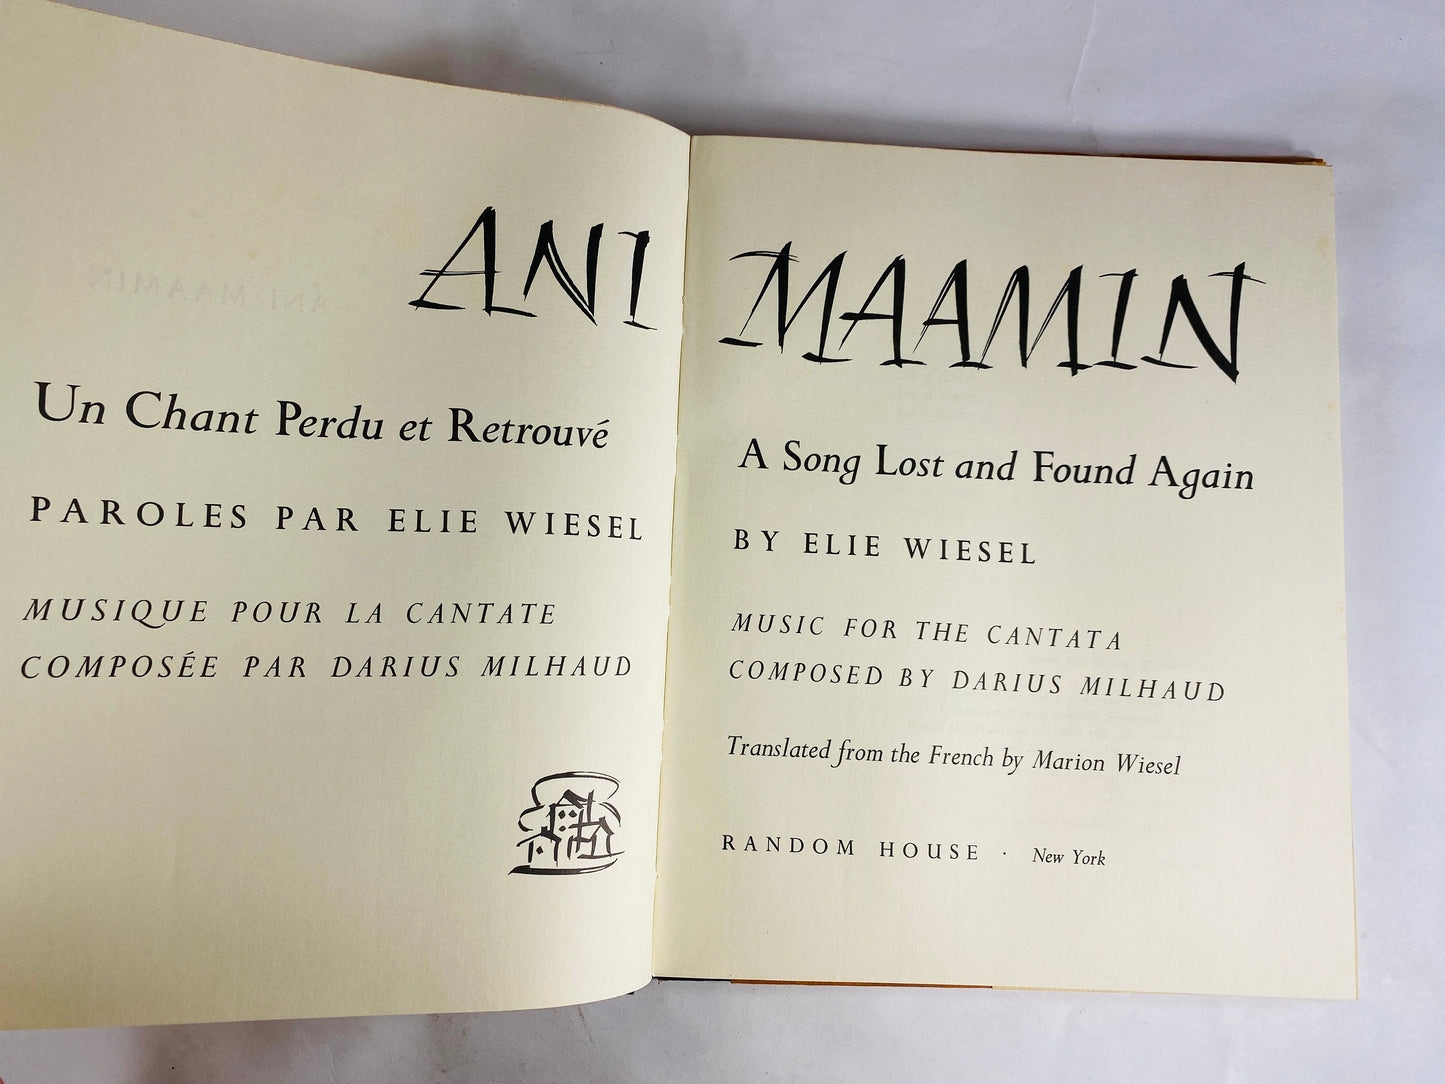 ANI MAAMIN
Un Chant Perdu et Retrouvé
PAROLES PAR ELIE WIESEL
MUSIQUE POUR LA CANTATE
COMPOSÉE PAR DARIUS MILHAUD
A Song Lost and Found Again
BY ELIE WIESEL
MUSIC FOR THE CANTATA
COMPOSED BY DARIUS MILHAUD
Translated from the French by Marion Wiesel
RANDOM HOUSE · New York